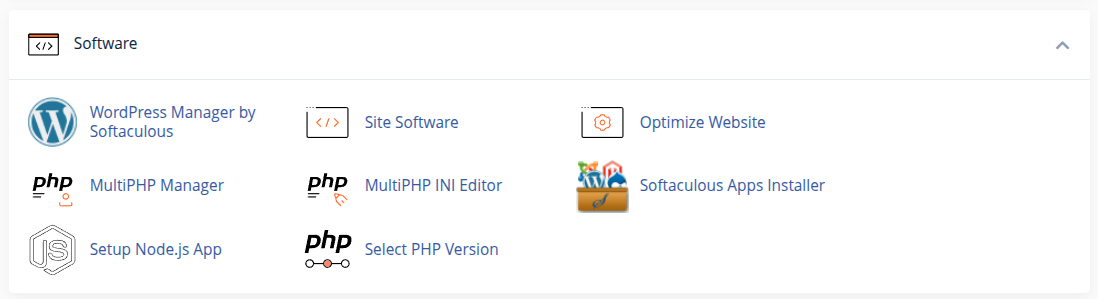 Software
WordPress Manager by
Softaculous
Site Software
Optimize Website
php
MultiPHP Manager
php
MultiPHP INI Editor
Softaculous Apps Installer
JS
Setup Node.js App
php
Select PHP Version